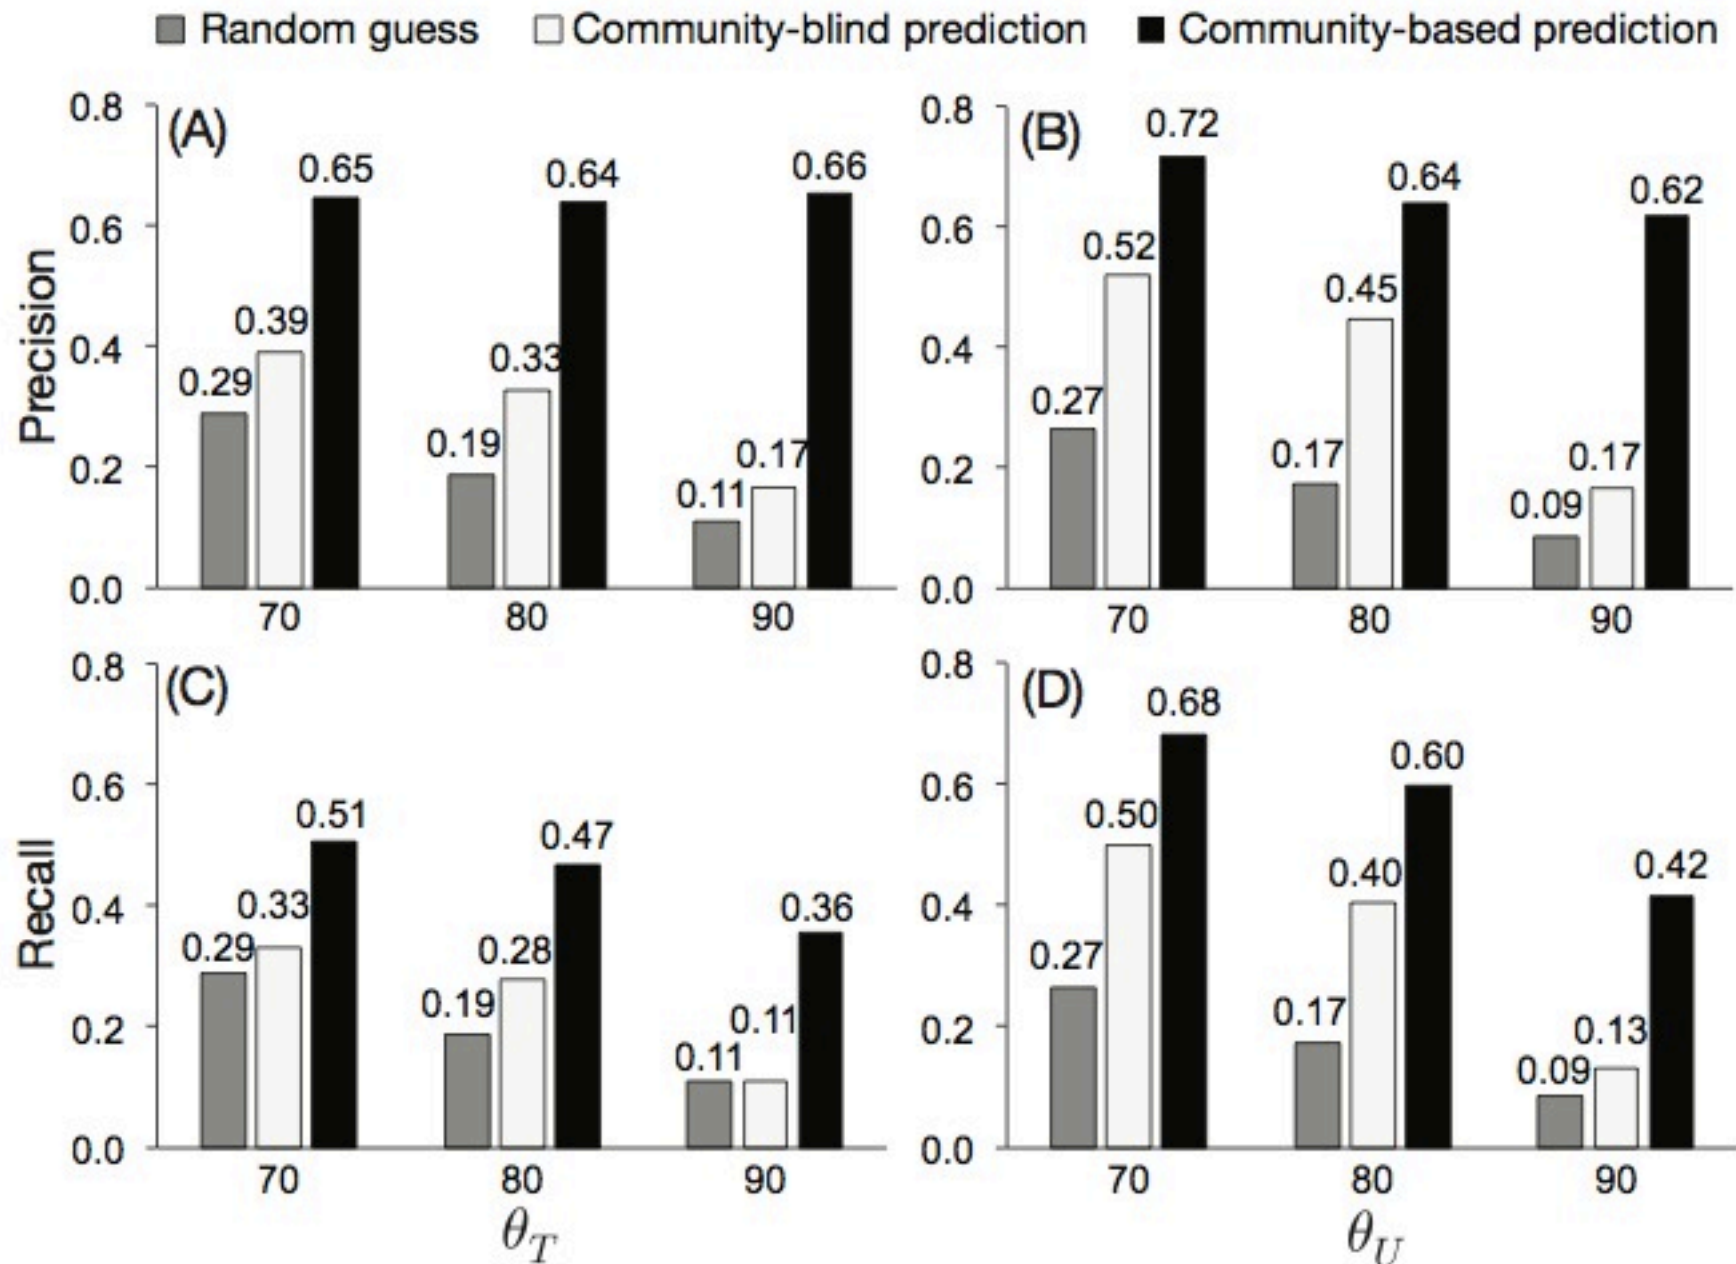 Random guess Community-blind prediction Community-based prediction
(A)
Precision
0.8
0.6
0.4
0.2
0.0
0.29 0.39 0.65
0.19 0.33 0.64
0.11 0.17 0.66
70 80 90
(B)
0.8
0.6
0.4
0.2
0.0
0.27 0.52 0.72
0.17 0.45 0.64
0.09 0.17 0.62
70 80 90
(C)
Recall
0.8
0.6
0.4
0.2
0.0
0.29 0.33 0.51
0.19 0.28 0.47
0.11 0.11 0.36
70 80 90
θT
(D)
0.8
0.6
0.4
0.2
0.0
0.27 0.50 0.68
0.17 0.40 0.60
0.09 0.13 0.42
70 80 90
θU